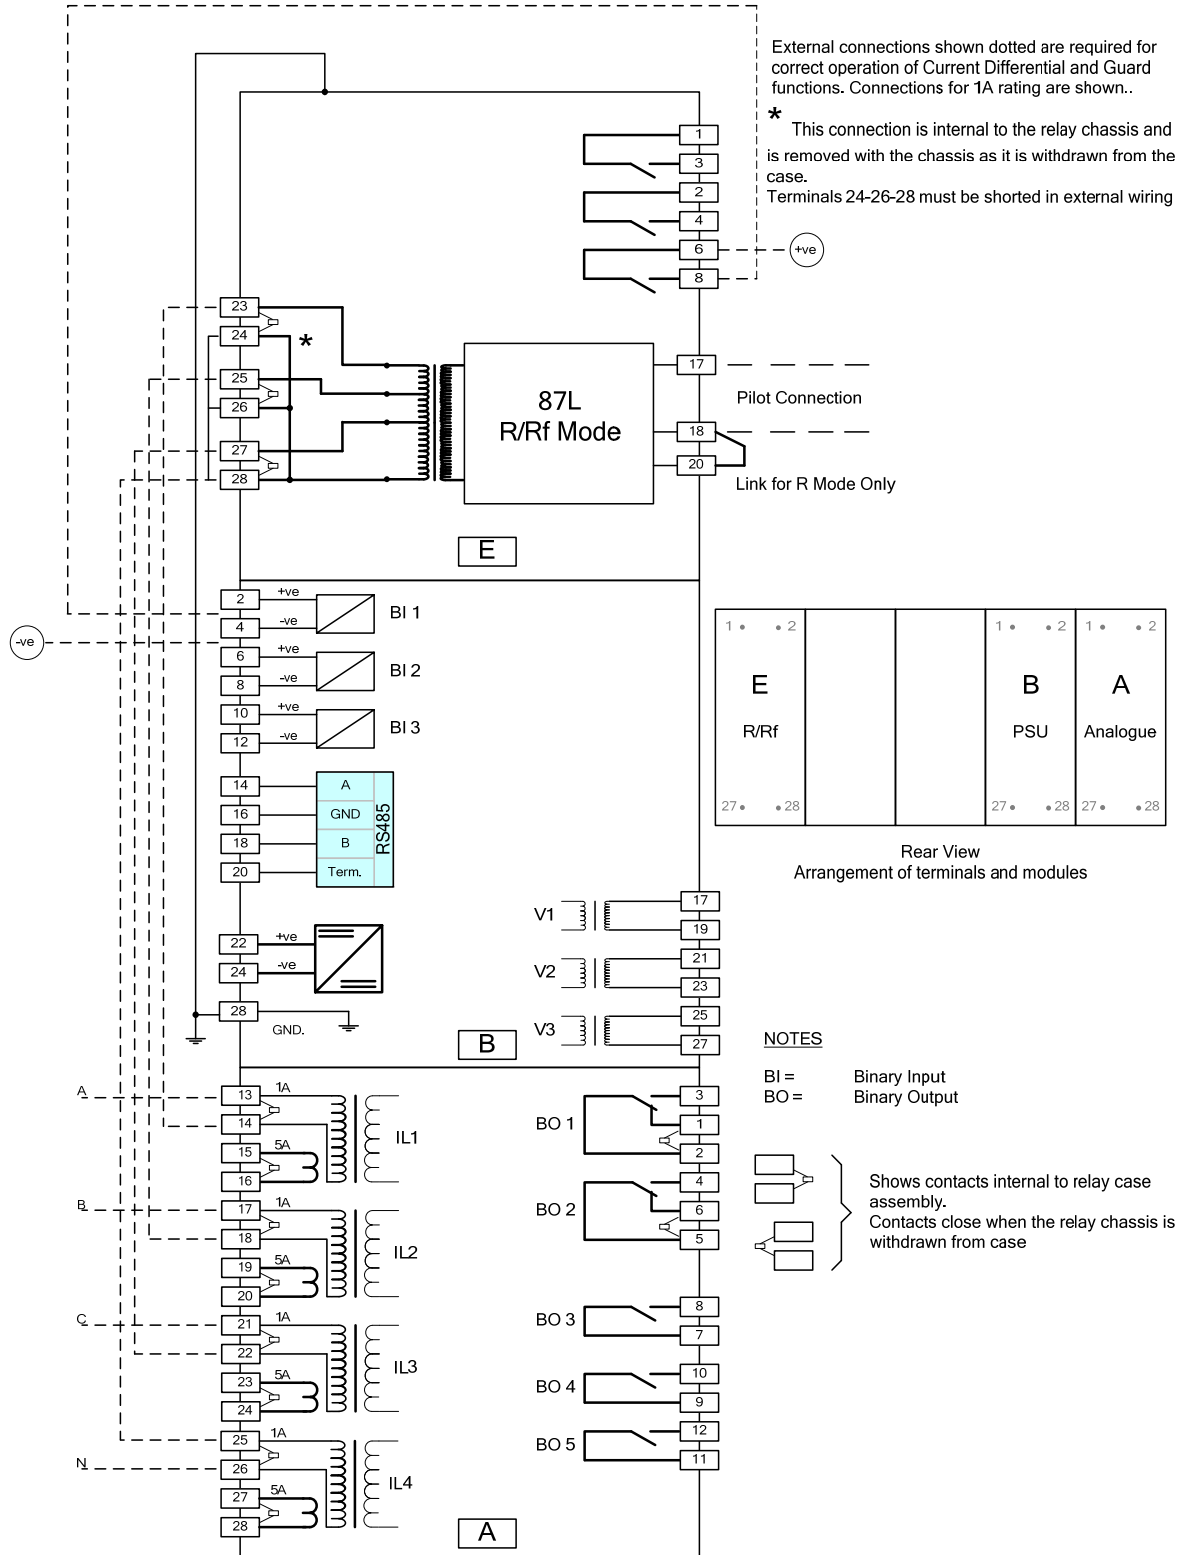 External connections shown dotted are required for
correct operation of Current Differential and Guard
functions. Connections for 1A rating are shown..
* This connection is internal to the relay chassis and
is removed with the chassis as it is withdrawn from the
case.
Terminals 24-26-28 must be shorted in external wiring
1
3
2
4
6
+ve
8
23
24
*
25
26
27
28
87L
R/Rf Mode
17
Pilot Connection
18
20
Link for R Mode Only
E
2
+ve
BI 1
4
-ve
-ve
6
+ve
BI 2
8
-ve
10
+ve
BI 3
12
-ve
14
A
16
GND
18
B
20
Term.
RS485
22
+ve
24
-ve
28
GND.
V1
17
19
V2
21
23
V3
25
27
B
1 2
E
R/Rf
27 28
1 2
B
PSU
27 28
1 2
A
Analogue
27 28
Rear View
Arrangement of terminals and modules
NOTES
BI = Binary Input
BO = Binary Output
Shows contacts internal to relay case
assembly.
Contacts close when the relay chassis is
withdrawn from case
A
13
1A
14
IL1
15
5A
16
B
17
1A
18
IL2
19
5A
20
C
21
1A
22
IL3
23
5A
24
25
1A
N
26
IL4
27
5A
28
BO 1
3
1
2
BO 2
4
6
5
BO 3
8
7
BO 4
10
9
BO 5
12
11
A